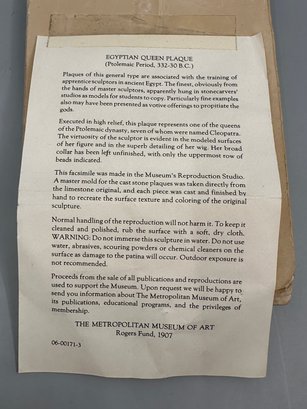 EGYPTIAN QUEEN PLAQUE
(Ptolemaic Period, 332-30 B.C.)
Plaques of this general type are associated with the training of
apprentice sculptors in ancient Egypt. The finest, obviously from
the hands of master sculptors, apparently hung in stonecarvers'
studios as models for students to copy. Particularly fine examples
also may have been presented as votive offerings to propitiate the
gods.
Executed in high relief, this plaque represents one of the queens
of the Ptolemaic dynasty, seven of whom were named Cleopatra.
The virtuosity of the sculptor is evident in the modeled surfaces
of her figure and in the superb detailing of her wig. Her broad
collar has been left unfinished, with only the uppermost row of
beads indicated.
This facsimile was made in the Museum's Reproduction Studio.
A master mold for the cast stone plaques was taken directly from
the limestone original, and each piece was cast and finished by
hand to recreate the surface texture and coloring of the original
sculpture.
Normal handling of the reproduction will not harm it. To keep it
cleaned and polished, rub the surface with a soft, dry cloth.
WARNING: Do not immerse this sculpture in water. Do not use
water, abrasives, scouring powders or chemical cleaners on the
surface as damage to the patina will occur. Outdoor exposure is
not recommended.
Proceeds from the sale of all publications and reproductions are
used to support the Museum. Upon request we will be happy to
send you information about The Metropolitan Museum of Art,
its publications, educational programs, and the privileges of
membership.
THE METROPOLITAN MUSEUM OF ART
Rogers Fund, 1907
06-00171-3